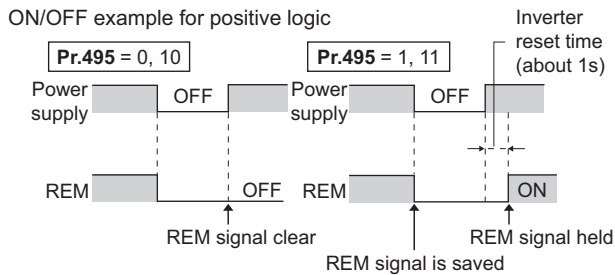 ON/OFF example for positive logic
Inverter
reset time
(about 1s)
Pr.495 = 0, 10
Pr.495 = 1, 11
Power
supply
OFF
Power
supply
OFF
REM
OFF
REM
ON
REM signal clear
REM signal held
REM signal is saved